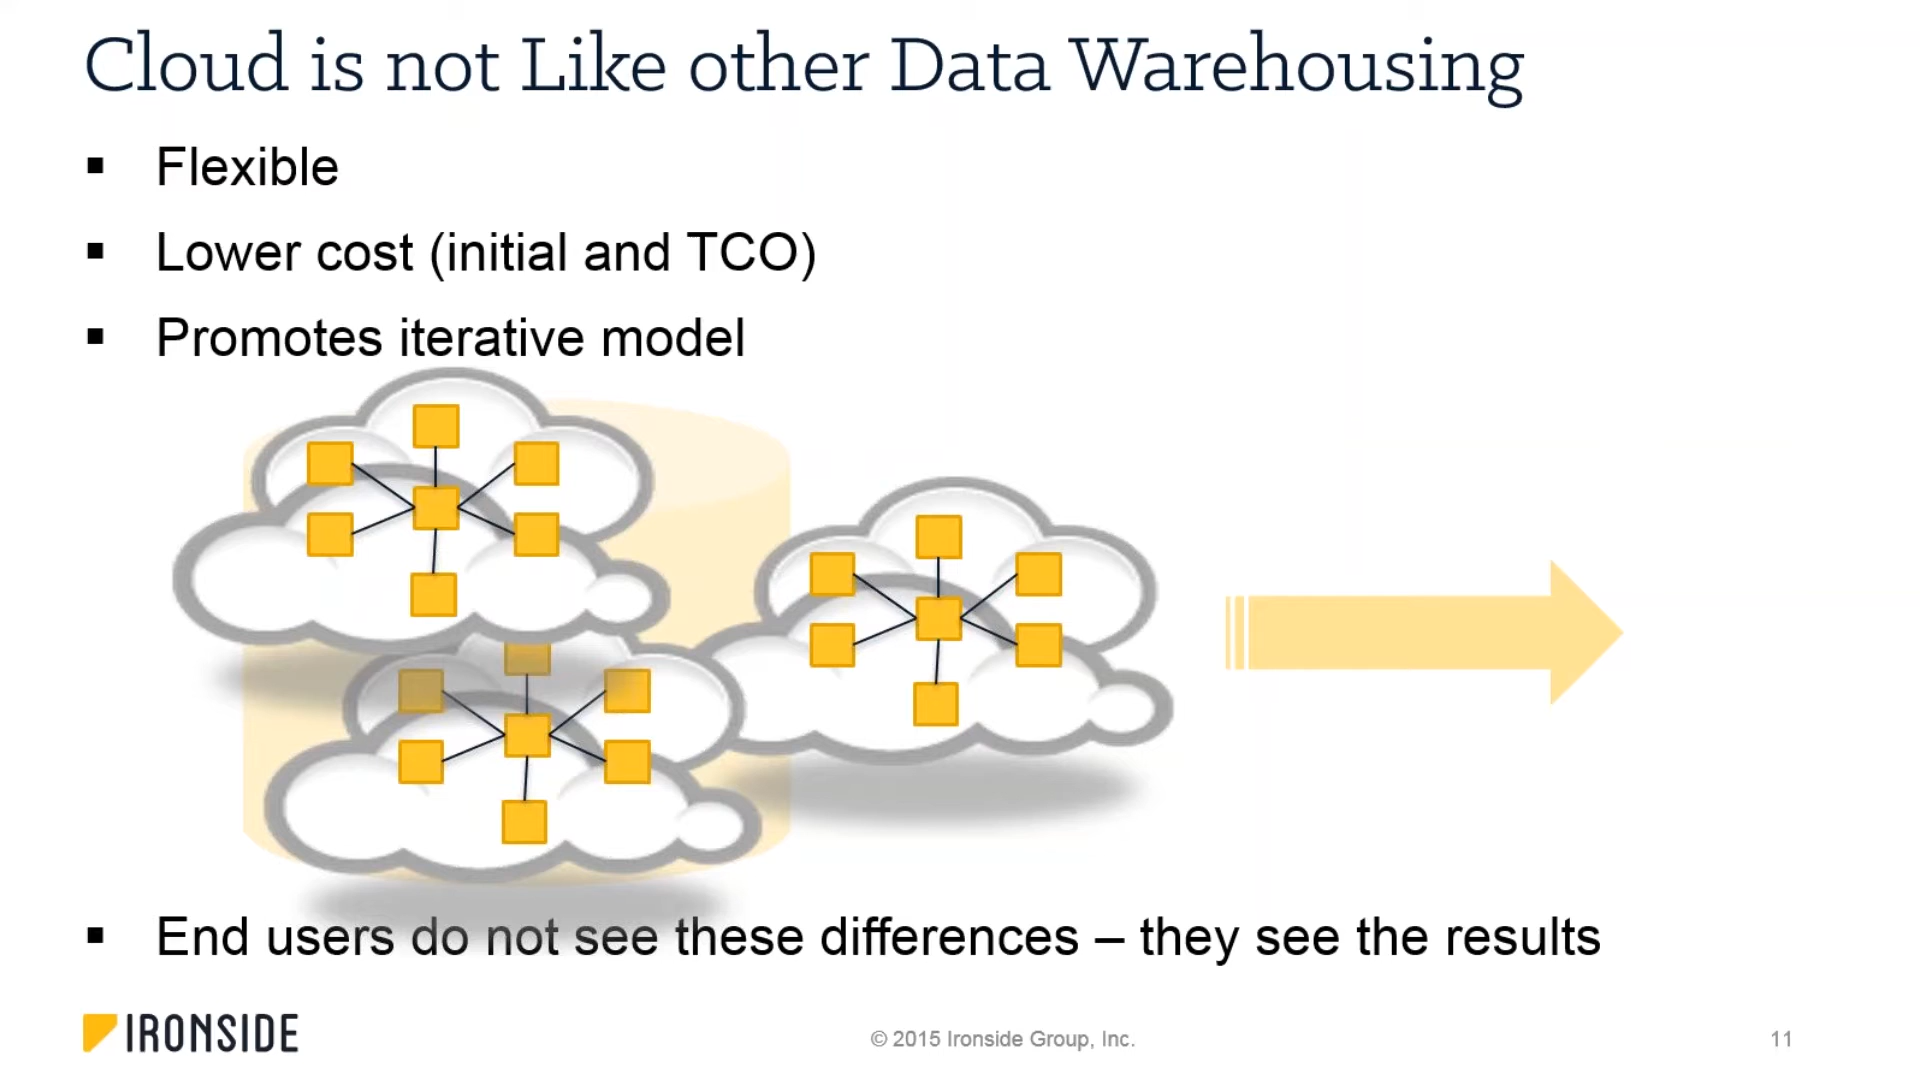 Cloud is not Like other Data Warehousing
▪ Flexible
▪ Lower cost (initial and TCO)
▪ Promotes iterative model
▪ End users do not see these differences – they see the results
IRONSIDE
© 2015 Ironside Group, Inc.
11